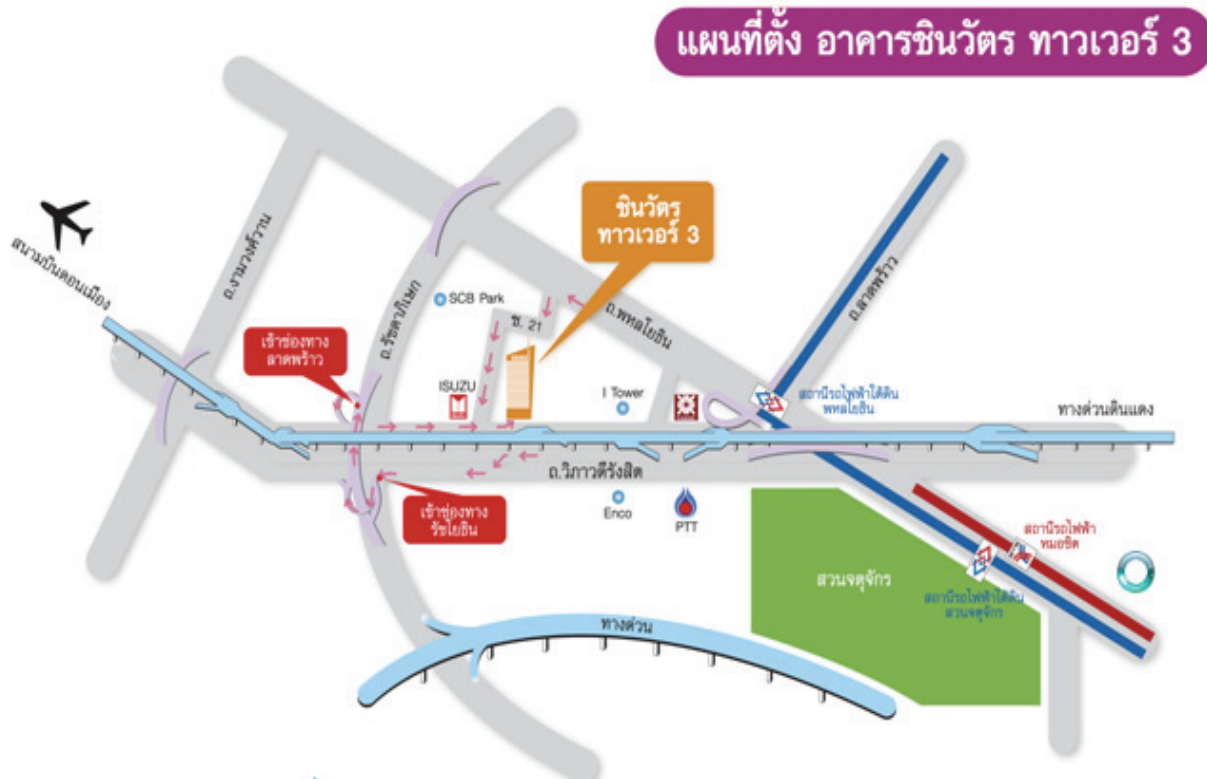 แผนที่ตั้ง อาคารชินวัตร ทาวเวอร์ 3
ชินวัตร
ทาวเวอร์ 3
สนามบินดอนเมือง
ถ.งามวงศ์วาน
ถ.รัชดาภิเษก
SCB Park
ซ. 21
ถ.พหลโยธิน
ถ.ลาดพร้าว
เข้าช่องทาง
ลาดพร้าว
ISUZU
I Tower
สถานีรถไฟฟ้าใต้ดิน
พหลโยธิน
ทางด่วนดินแดง
ถ.วิภาวดีรังสิต
เข้าช่องทาง
รัชโยธิน
Enco
PTT
สถานีรถไฟฟ้า
หมอชิต
สวนจตุจักร
สถานีรถไฟฟ้าใต้ดิน
สวนจตุจักร
ทางด่วน